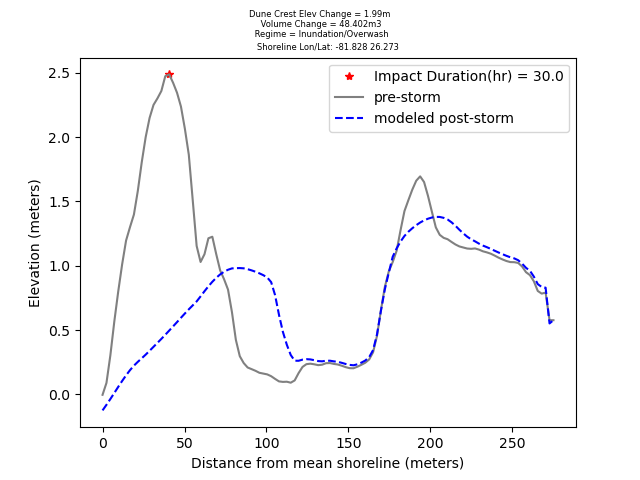 Dune Crest Elev Change = 1.99m
Volume Change = 48.402m3
Regime = Inundation/Overwash
Shoreline Lon/Lat: -81.828 26.273
Impact Duration(hr) = 30.0
pre-storm
modeled post-storm
Elevation (meters)
2.5
2.0
1.5
1.0
0.5
0.0
0 50 100 150 200 250
Distance from mean shoreline (meters)